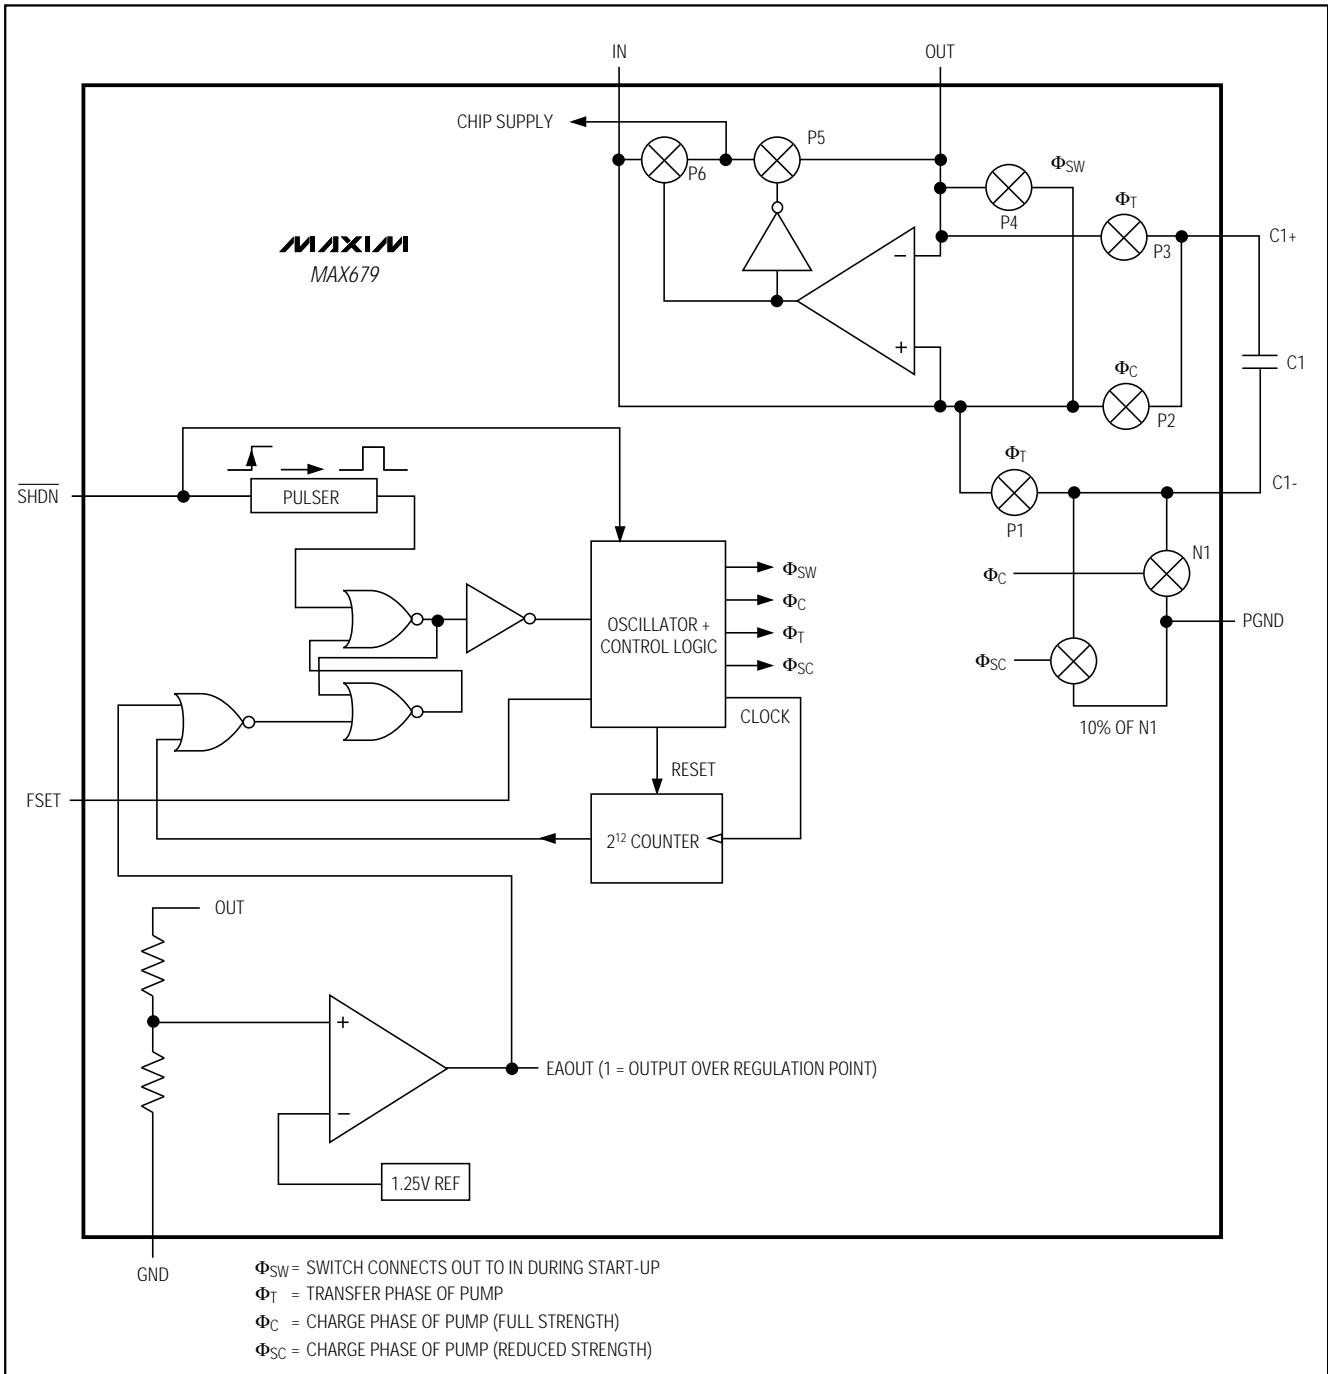 IN
OUT
CHIP SUPPLY
P5
P6
ΦSW
P4
ΦT
P3
C1+
MAXIM
MAX679
−
+
C1
ΦC
P2
ΦT
P1
C1-
SHDN
PULSER
N1
ΦC
PGND
ΦSC
10% OF N1
OSCILLATOR +
CONTROL LOGIC
ΦSW
ΦC
ΦT
ΦSC
CLOCK
RESET
FSET
2¹² COUNTER
OUT
+
−
EAOUT (1 = OUTPUT OVER REGULATION POINT)
1.25V REF
GND
ΦSW = SWITCH CONNECTS OUT TO IN DURING START-UP
ΦT = TRANSFER PHASE OF PUMP
ΦC = CHARGE PHASE OF PUMP (FULL STRENGTH)
ΦSC = CHARGE PHASE OF PUMP (REDUCED STRENGTH)